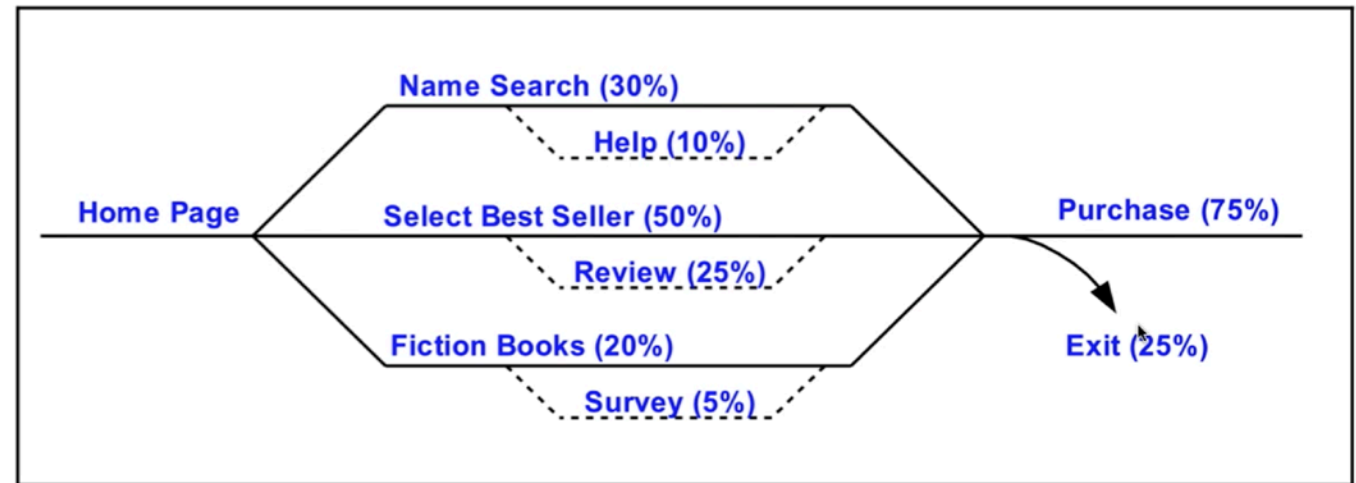 Name Search (30%)
Help (10%)
Home Page
Select Best Seller (50%)
Purchase (75%)
Review (25%)
Fiction Books (20%)
Exit (25%)
Survey (5%)